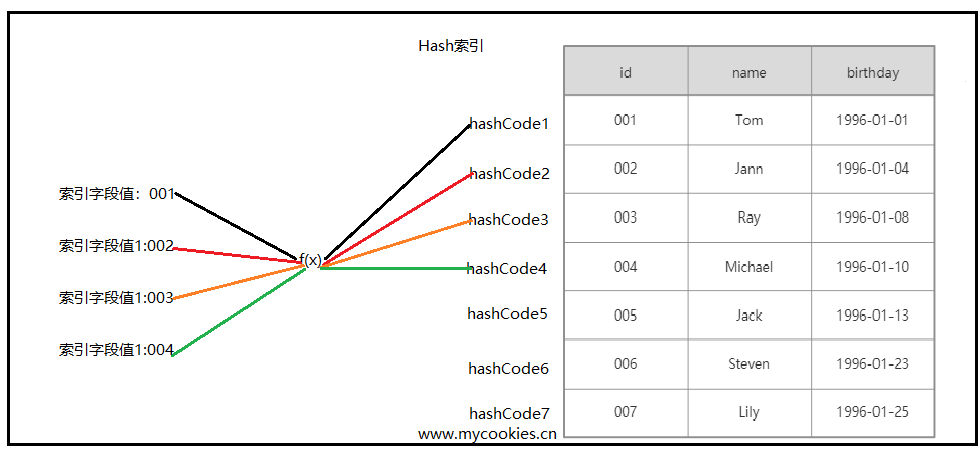 Hash索引
id name birthday
hashCode1 001 Tom 1996-01-01
hashCode2 002 Jann 1996-01-04
索引字段值：001
hashCode3 003 Ray 1996-01-08
索引字段值1:002
f(x)
hashCode4 004 Michael 1996-01-10
索引字段值1:003
hashCode5 005 Jack 1996-01-13
索引字段值1:004
hashCode6 006 Steven 1996-01-23
hashCode7 007 Lily 1996-01-25
www.mycookies.cn